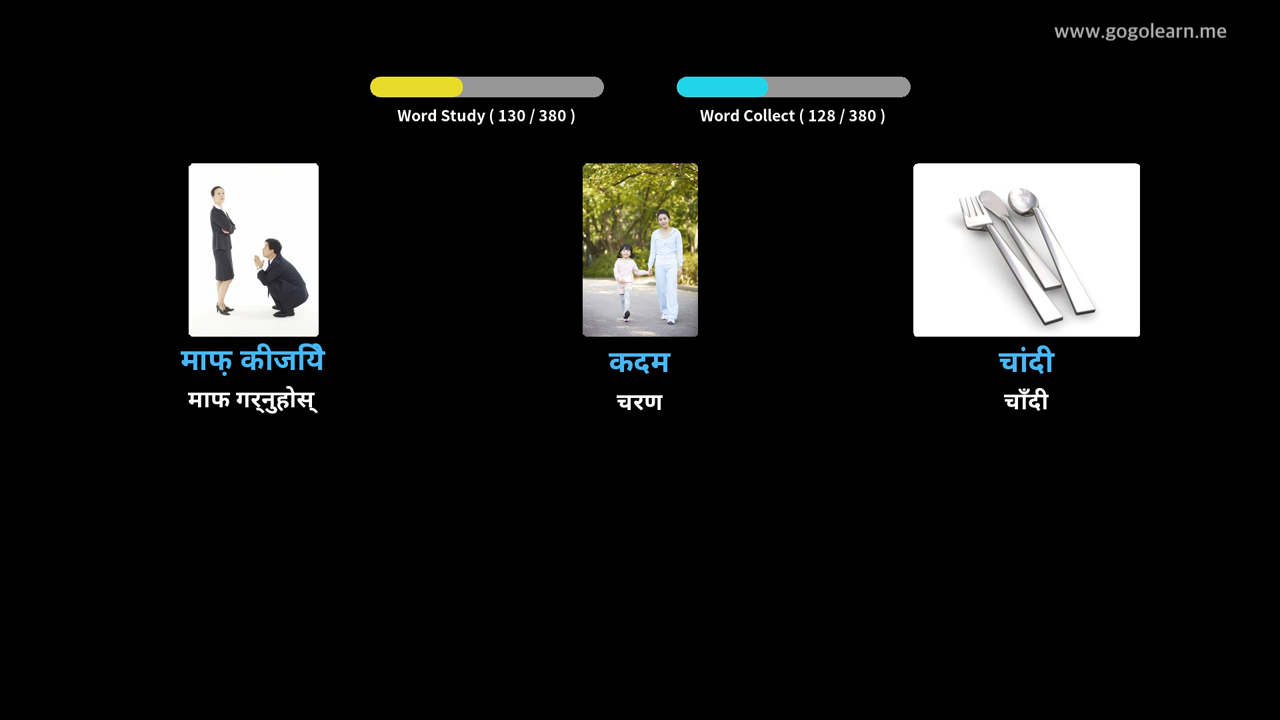 www.gogolearn.me
Word Study ( 130 / 380 )
Word Collect ( 128 / 380 )
माफ़ कीजयिे
कदम
चांदी
माफ गर्नुहोस्
चरण
चाँदी